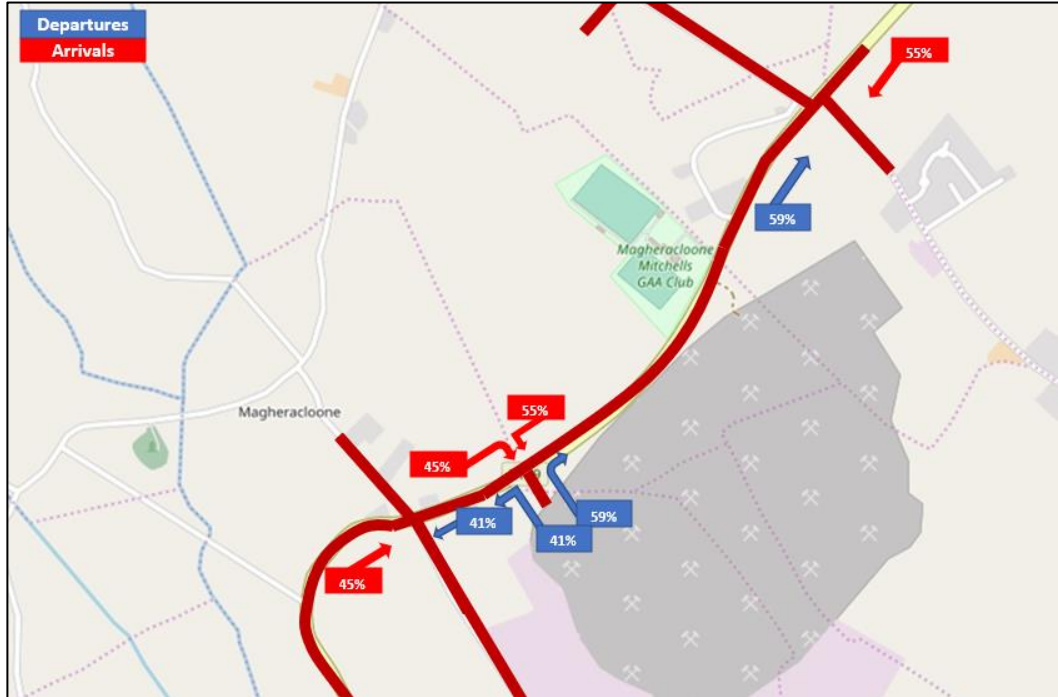 Departures
Arrivals
55%
59%
Magheracloone
Mitchells
GAA Club
Magheracloone
55%
45%
59%
41%
41%
45%